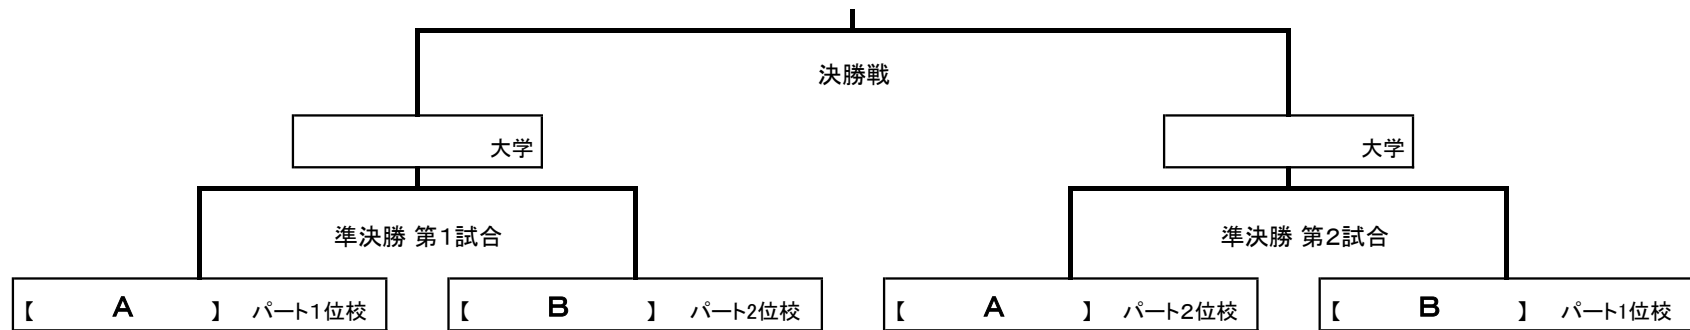 決勝戦
大学
大学
準決勝 第1試合
準決勝 第2試合
【 A 】 パート1位校
【 B 】 パート2位校
【 A 】 パート2位校
【 B 】 パート1位校